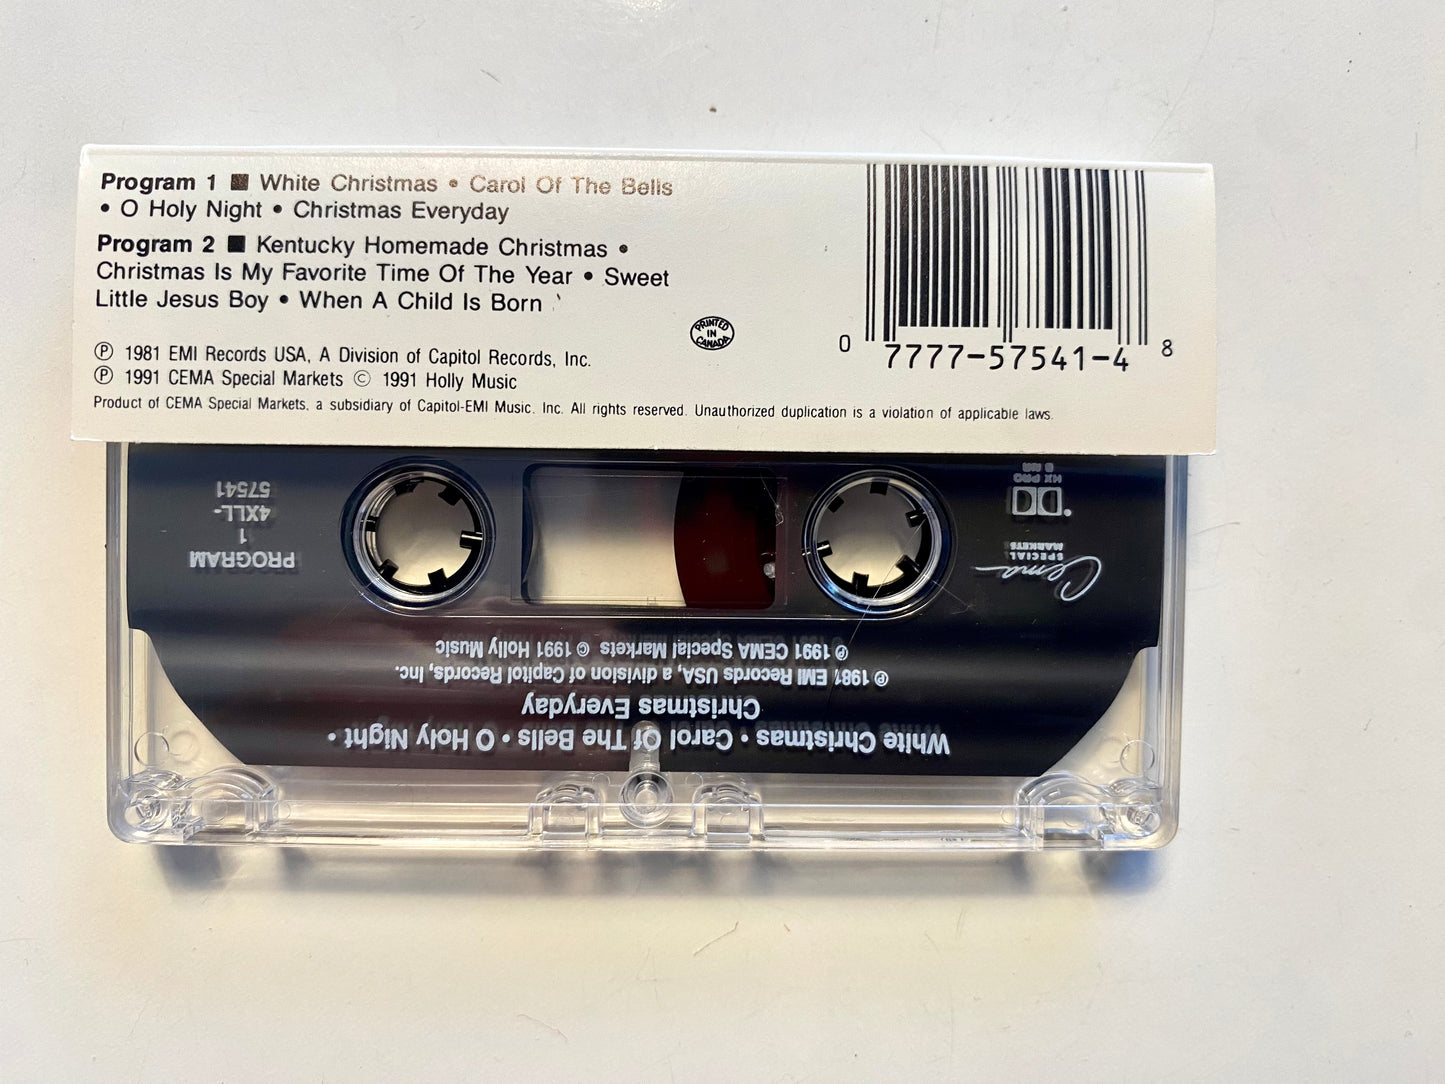 Program 1 ■ White Christmas • Carol Of The Bells
• O Holy Night • Christmas Everyday
Program 2 ■ Kentucky Homemade Christmas •
Christmas Is My Favorite Time Of The Year • Sweet
Little Jesus Boy • When A Child Is Born
PRINTED IN CANADA
Ⓟ 1981 EMI Records USA, A Division of Capitol Records, Inc.
Ⓟ 1991 CEMA Special Markets © 1991 Holly Music
Product of CEMA Special Markets, a subsidiary of Capitol-EMI Music, Inc. All rights reserved. Unauthorized duplication is a violation of applicable laws.
0 7777-57541-4 8
White Christmas • Carol Of The Bells • O Holy Night •
Christmas Everyday
Ⓟ 1981 EMI Records USA, a division of Capitol Records, Inc.
Ⓟ 1991 CEMA Special Markets © 1991 Holly Music
Cema
SPECIAL
MARKETS
HX PRO
B NR
PROGRAM
1
4XLL-
57541